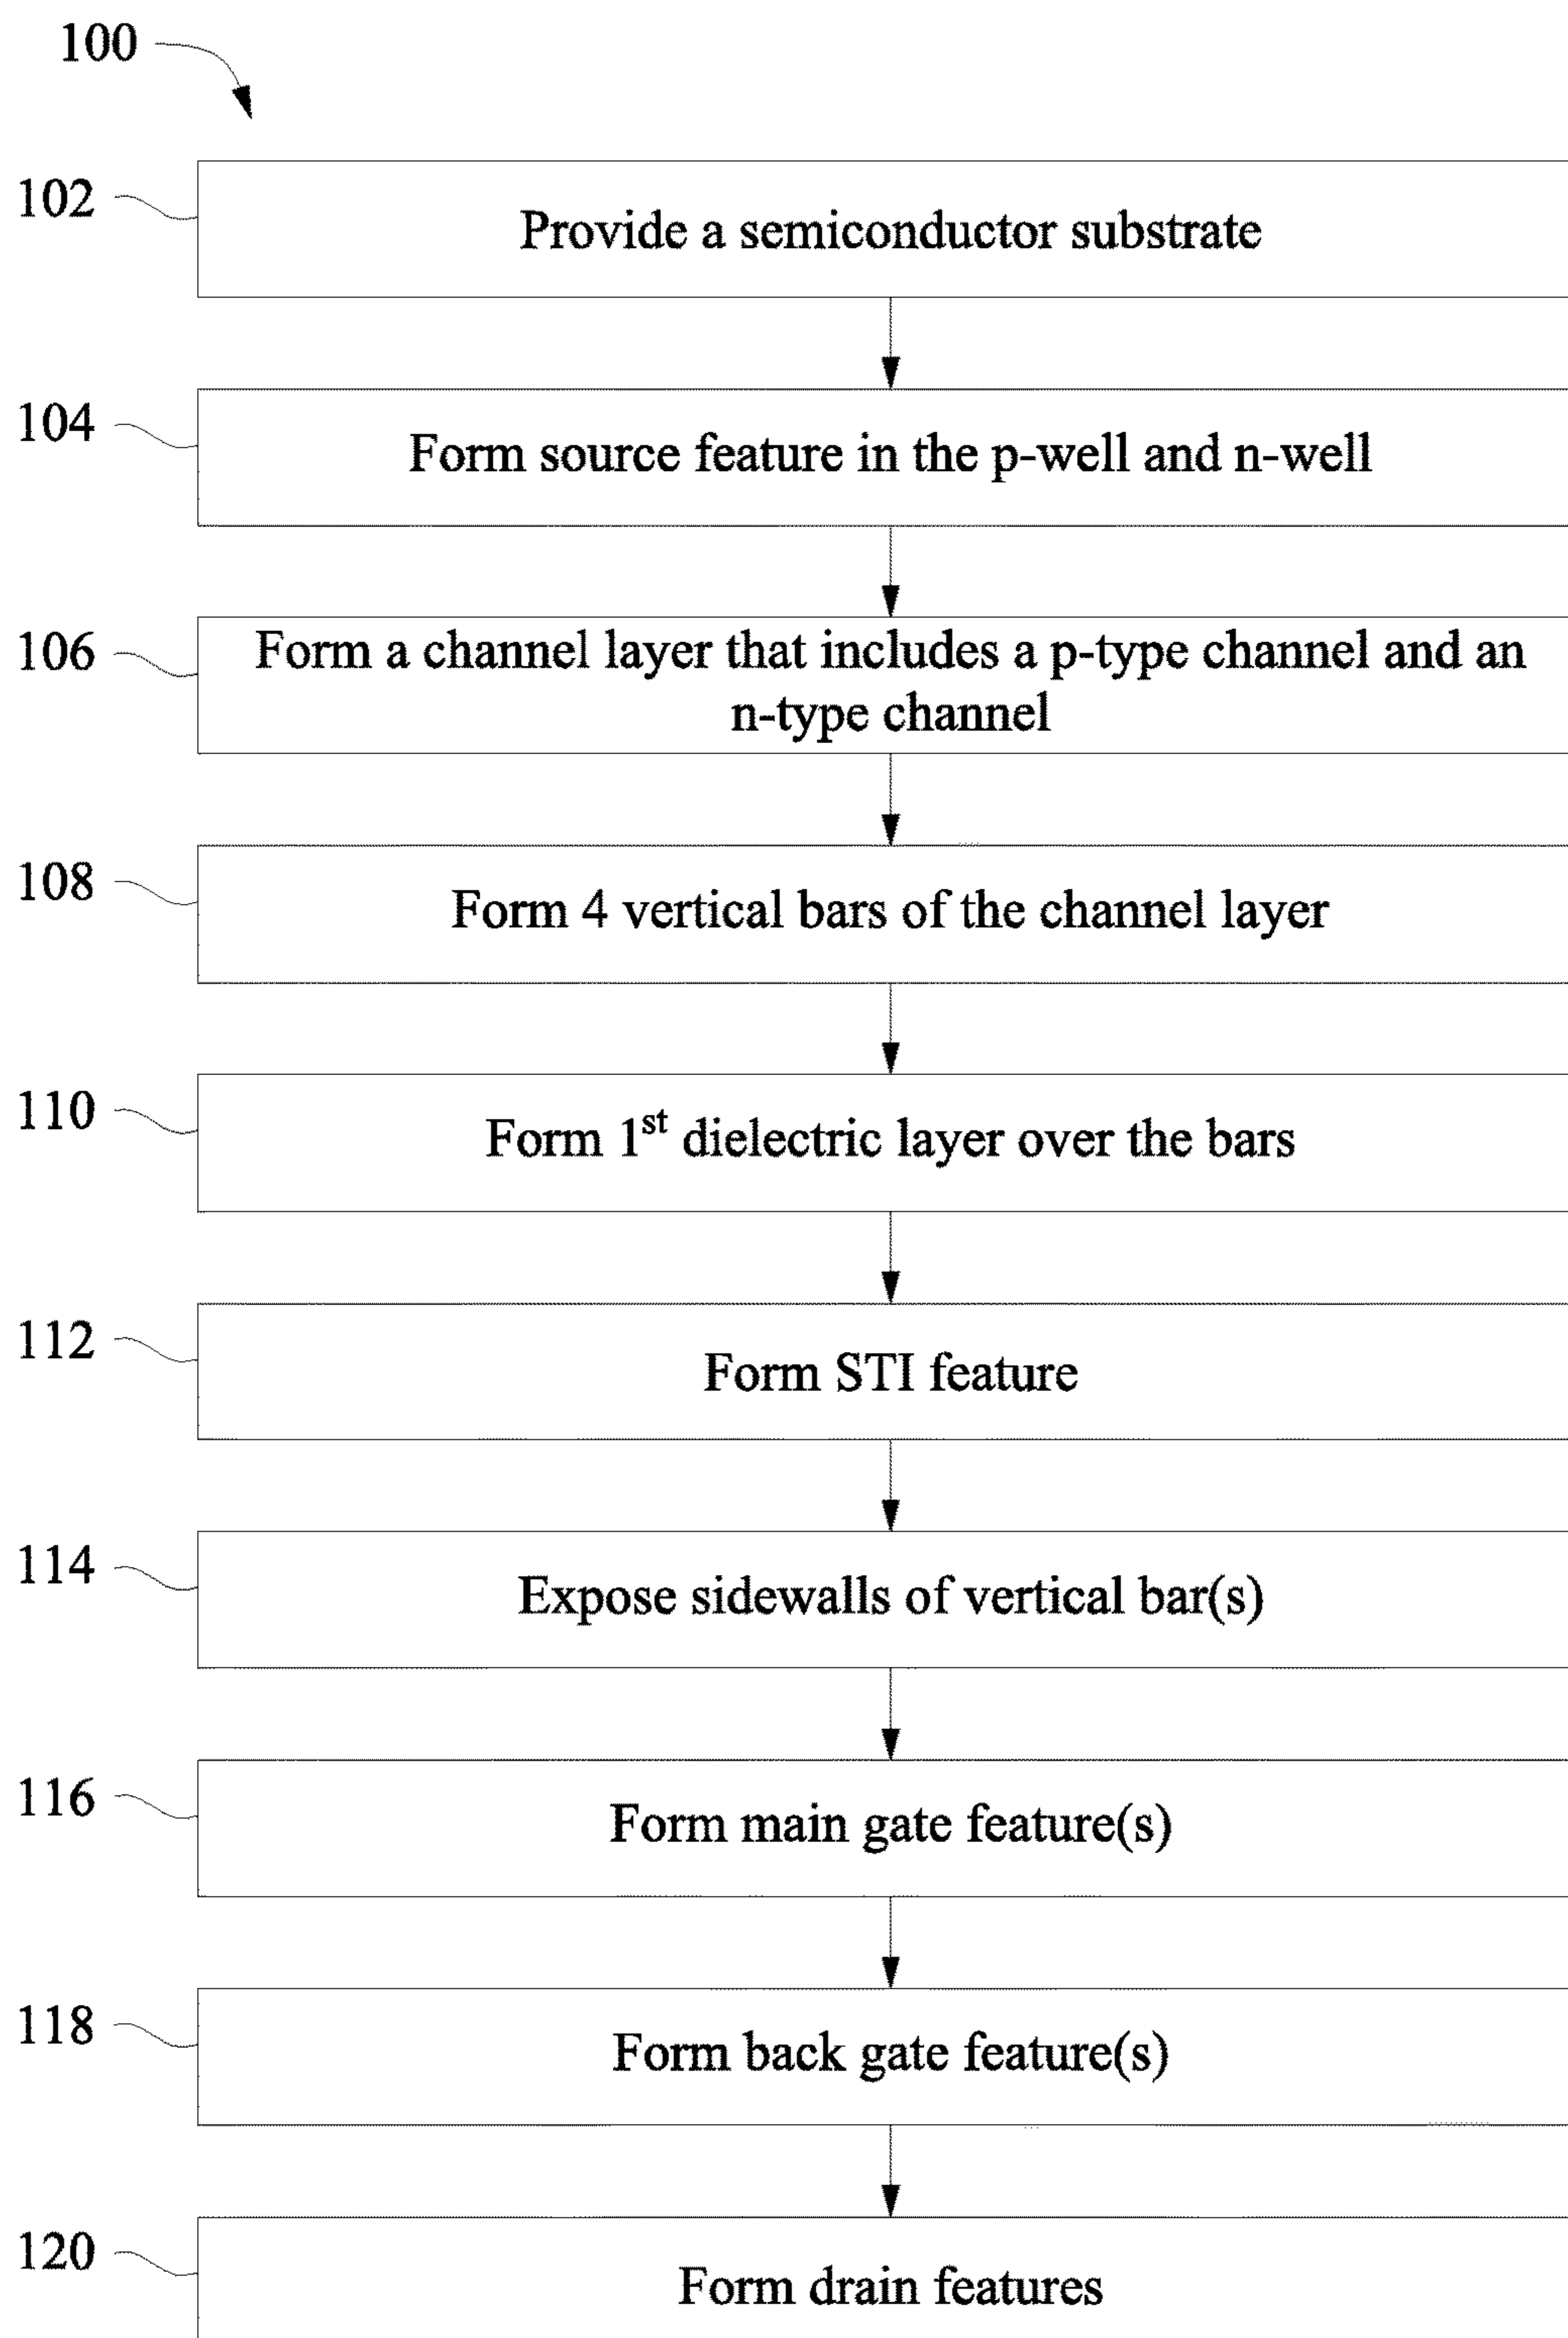 100
102
Provide a semiconductor substrate
104
Form source feature in the p-well and n-well
106
Form a channel layer that includes a p-type channel and an
n-type channel
108
Form 4 vertical bars of the channel layer
110
Form 1st dielectric layer over the bars
112
Form STI feature
114
Expose sidewalls of vertical bar(s)
116
Form main gate feature(s)
118
Form back gate feature(s)
120
Form drain features